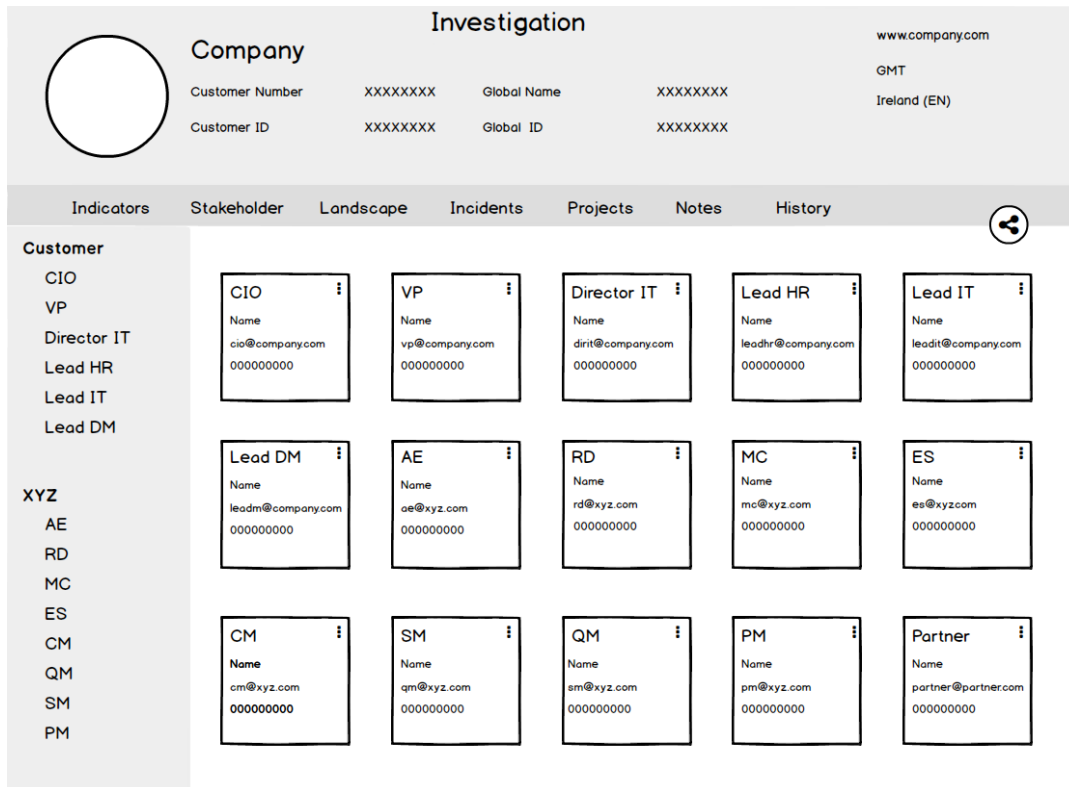 Investigation
Company
www.company.com
GMT
Customer Number XXXXXXXX Global Name XXXXXXXX
Ireland (EN)
Customer ID XXXXXXXX Global ID XXXXXXXX
Indicators Stakeholder Landscape Incidents Projects Notes History
Customer
CIO
VP
Director IT
Lead HR
Lead IT
Lead DM
XYZ
AE
RD
MC
ES
CM
QM
SM
PM
CIO
Name
cio@company.com
000000000
VP
Name
vp@company.com
000000000
Director IT
Name
dirit@company.com
000000000
Lead HR
Name
leadhr@company.com
000000000
Lead IT
Name
leadit@company.com
000000000
Lead DM
Name
leadm@company.com
000000000
AE
Name
ae@xyz.com
000000000
RD
Name
rd@xyz.com
000000000
MC
Name
mc@xyz.com
000000000
ES
Name
es@xyzcom
000000000
CM
Name
cm@xyz.com
000000000
SM
Name
qm@xyz.com
000000000
QM
Name
sm@xyz.com
000000000
PM
Name
pm@xyz.com
000000000
Partner
Name
partner@partner.com
000000000